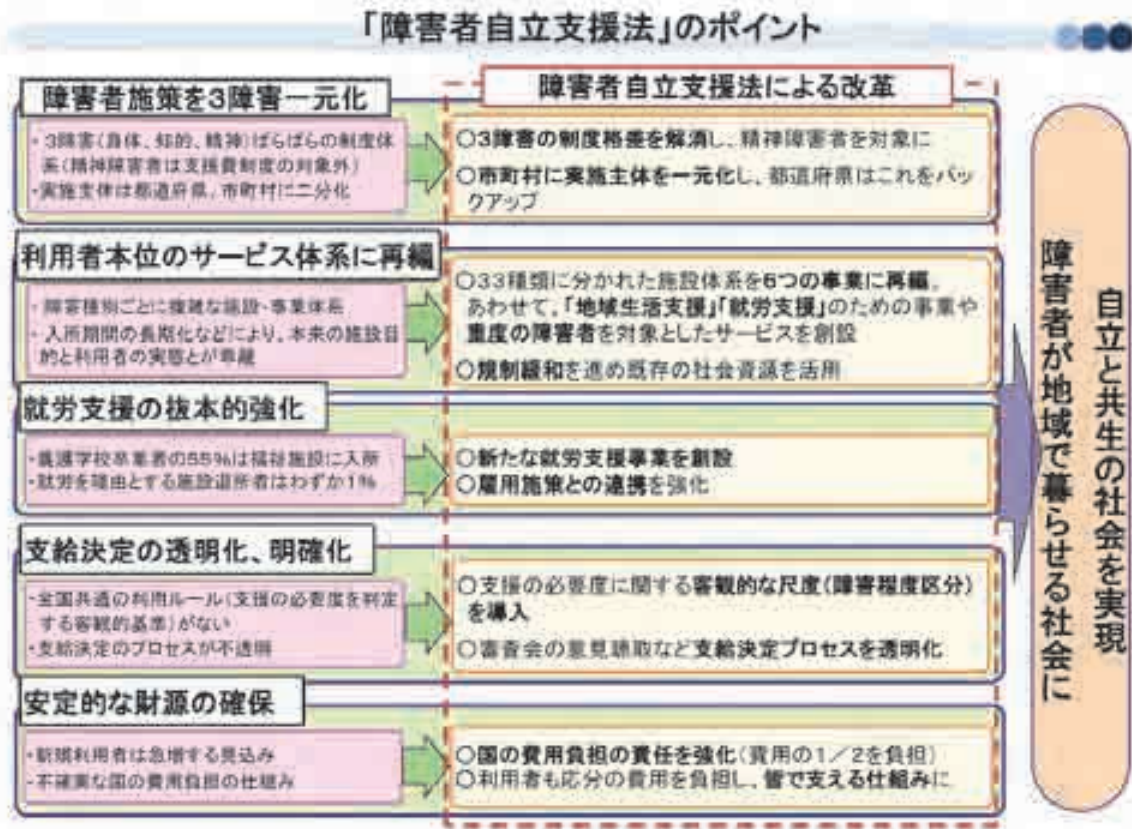 「障害者自立支援法」のポイント
障害者施策を3障害一元化
・3障害(身体、知的、精神)ばらばらの制度体
系(精神障害者は支援費制度の対象外)
・実施主体は都道府県、市町村に二分化
障害者自立支援法による改革
○3障害の制度格差を解消し、精神障害者を対象に
○市町村に実施主体を一元化し、都道府県はこれをバック
アップ
利用者本位のサービス体系に再編
・障害種別ごとに複雑な施設・事業体系
・入所期間の長期化などにより、本来の施設目
的と利用者の実態とが乖離
○33種類に分かれた施設体系を6つの事業に再編。
あわせて、「地域生活支援」「就労支援」のための事業や
重度の障害者を対象としたサービスを創設
○規制緩和を進め既存の社会資源を活用
就労支援の抜本的強化
・養護学校卒業者の55%は福祉施設に入所
・就労を理由とする施設退所者はわずか1%
○新たな就労支援事業を創設
○雇用施策との連携を強化
支給決定の透明化、明確化
・全国共通の利用ルール(支援の必要度を判定
する客観的基準)がない
・支給決定のプロセスが不透明
○支援の必要度に関する客観的な尺度(障害程度区分)
を導入
○審査会の意見聴取など支給決定プロセスを透明化
安定的な財源の確保
・新規利用者は急増する見込み
・不確実な国の費用負担の仕組み
○国の費用負担の責任を強化(費用の1/2を負担)
○利用者も応分の費用を負担し、皆で支える仕組みに
自立と共生の社会を実現
障害者が地域で暮らせる社会に